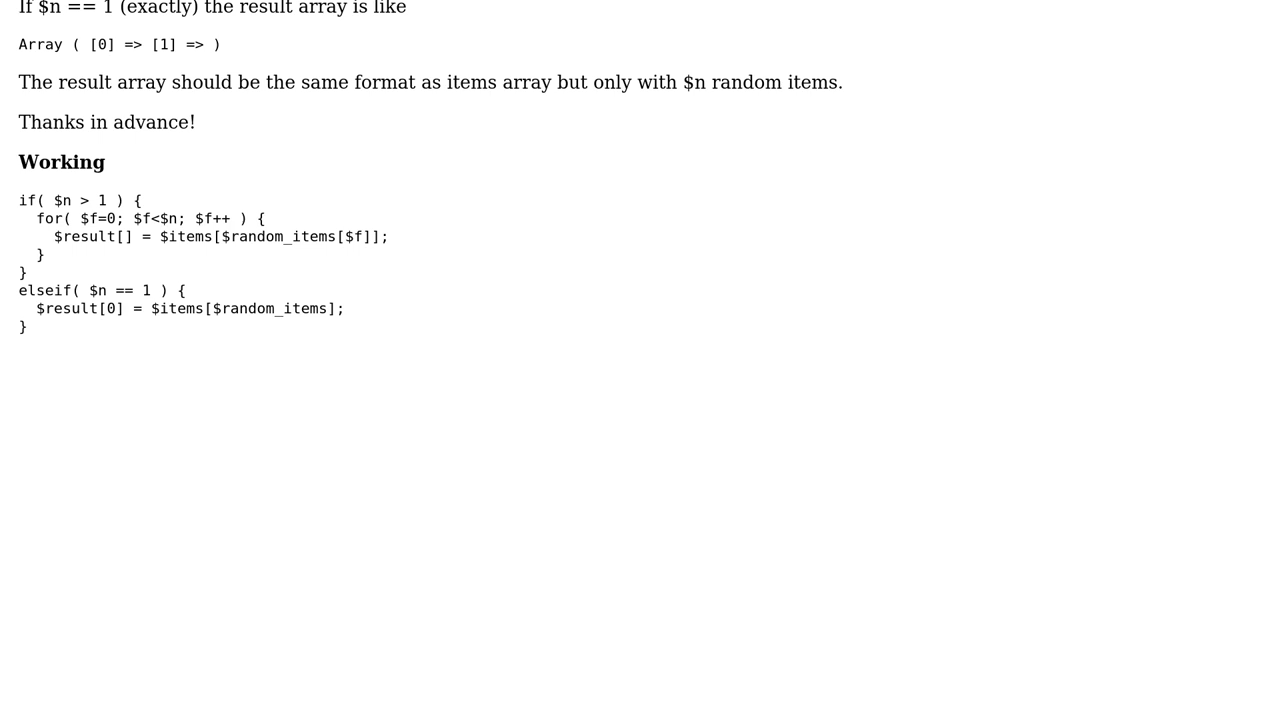 If $n == 1 (exactly) the result array is like
Array ( [0] => [1] => )
The result array should be the same format as items array but only with $n random items.
Thanks in advance!
Working
if( $n > 1 ) {
  for( $f=0; $f<$n; $f++ ) {
    $result[] = $items[$random_items[$f]];
  }
}
elseif( $n == 1 ) {
  $result[0] = $items[$random_items];
}